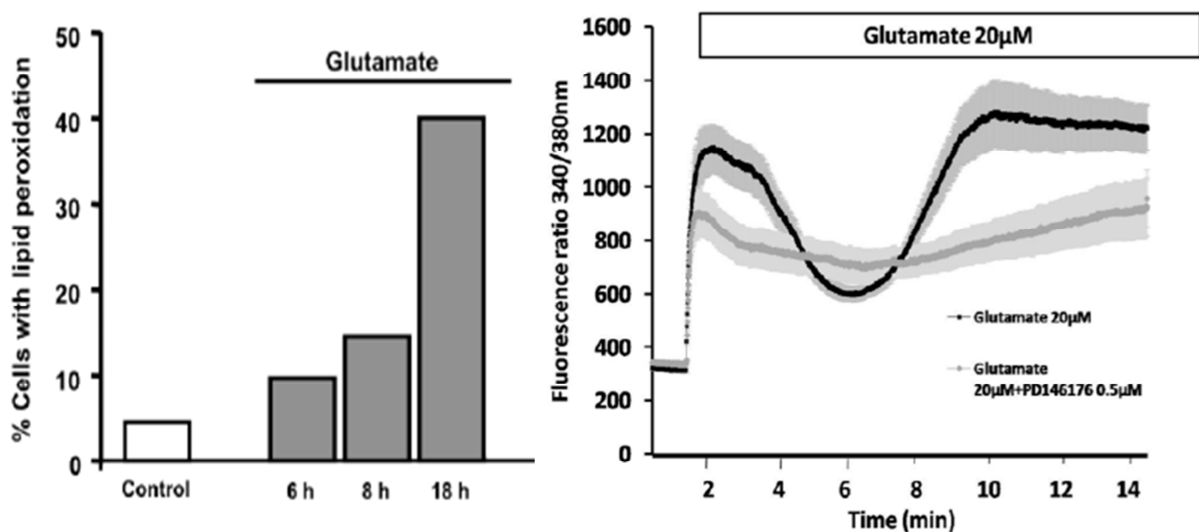 % Cells with lipid peroxidation
50
40
30
20
10
0
Glutamate
Control
6 h
8 h
18 h
Fluorescence ratio 340/380nm
1600
1400
1200
1000
800
600
400
200
0
Glutamate 20μM
Glutamate 20μM
Glutamate
20μM+PD146176 0.5μM
2
4
6
8
10
12
14
Time (min)